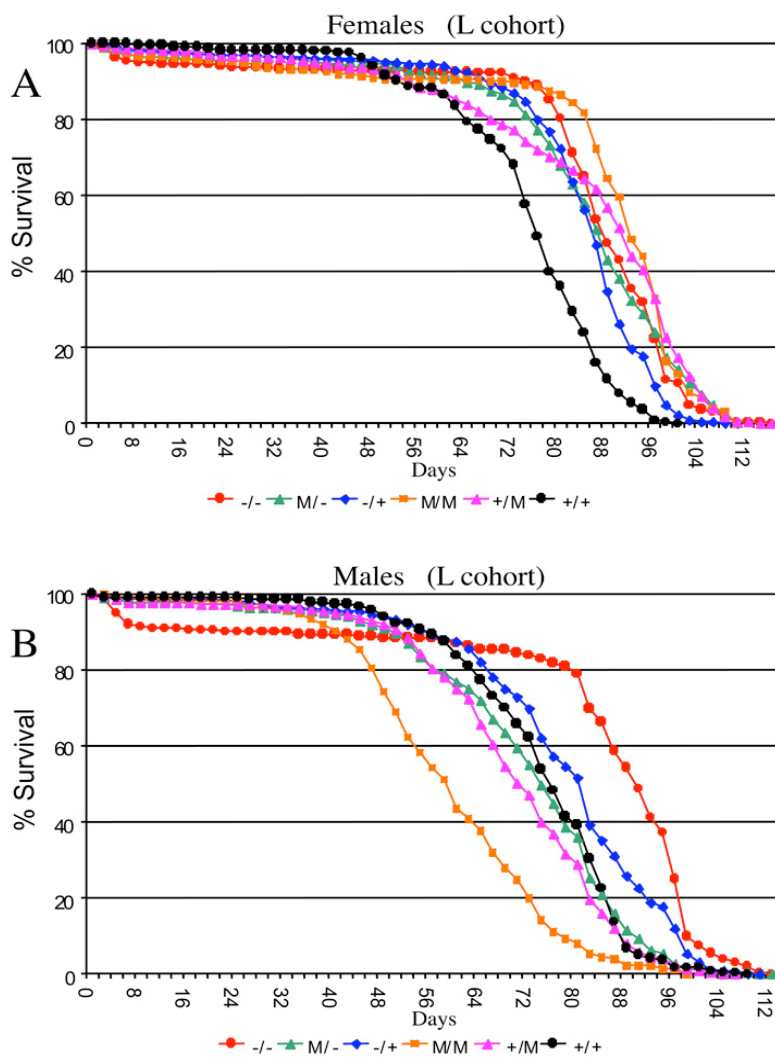 Females (L cohort)
A
% Survival
100
80
60
40
20
0
0 8 16 24 32 40 48 56 64 72 80 88 96 104 112
Days
-/- M/- -/+ M/M +/M +/+
Males (L cohort)
B
% Survival
100
80
60
40
20
0
0 8 16 24 32 40 48 56 64 72 80 88 96 104 112
Days
-/- M/- -/+ M/M +/M +/+